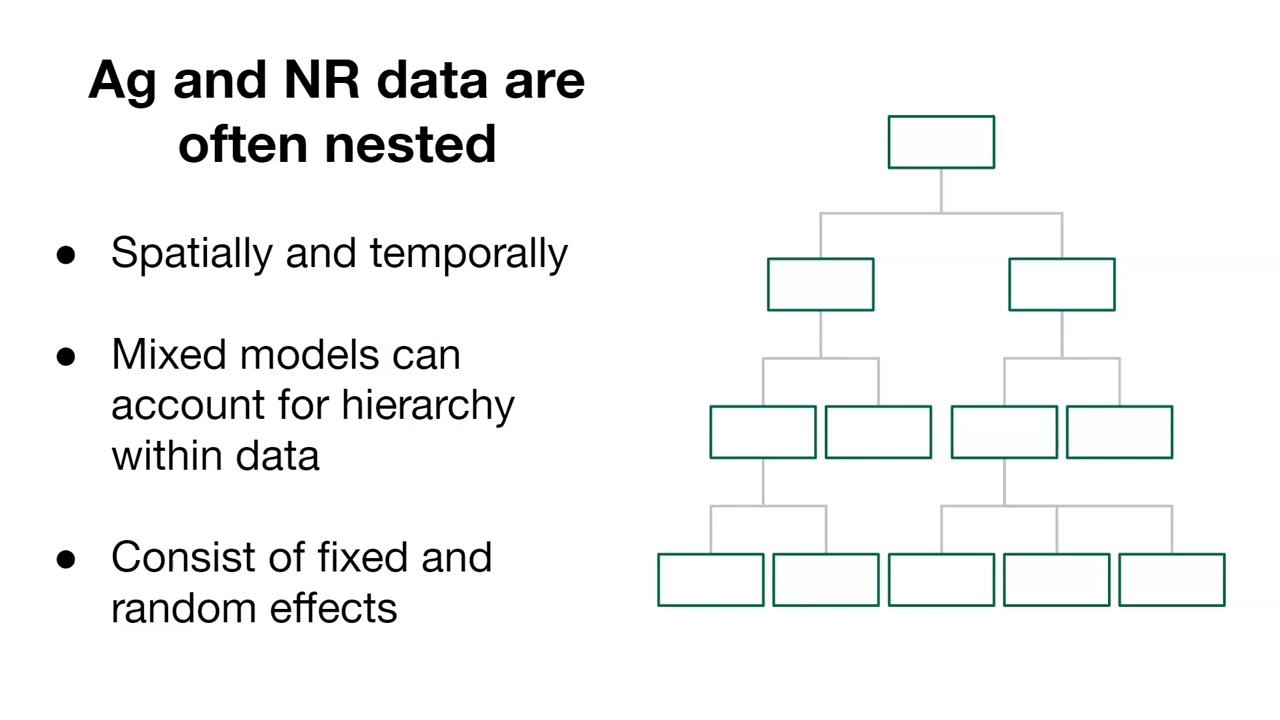 Ag and NR data are
often nested
● Spatially and temporally
● Mixed models can
account for hierarchy
within data
● Consist of fixed and
random effects